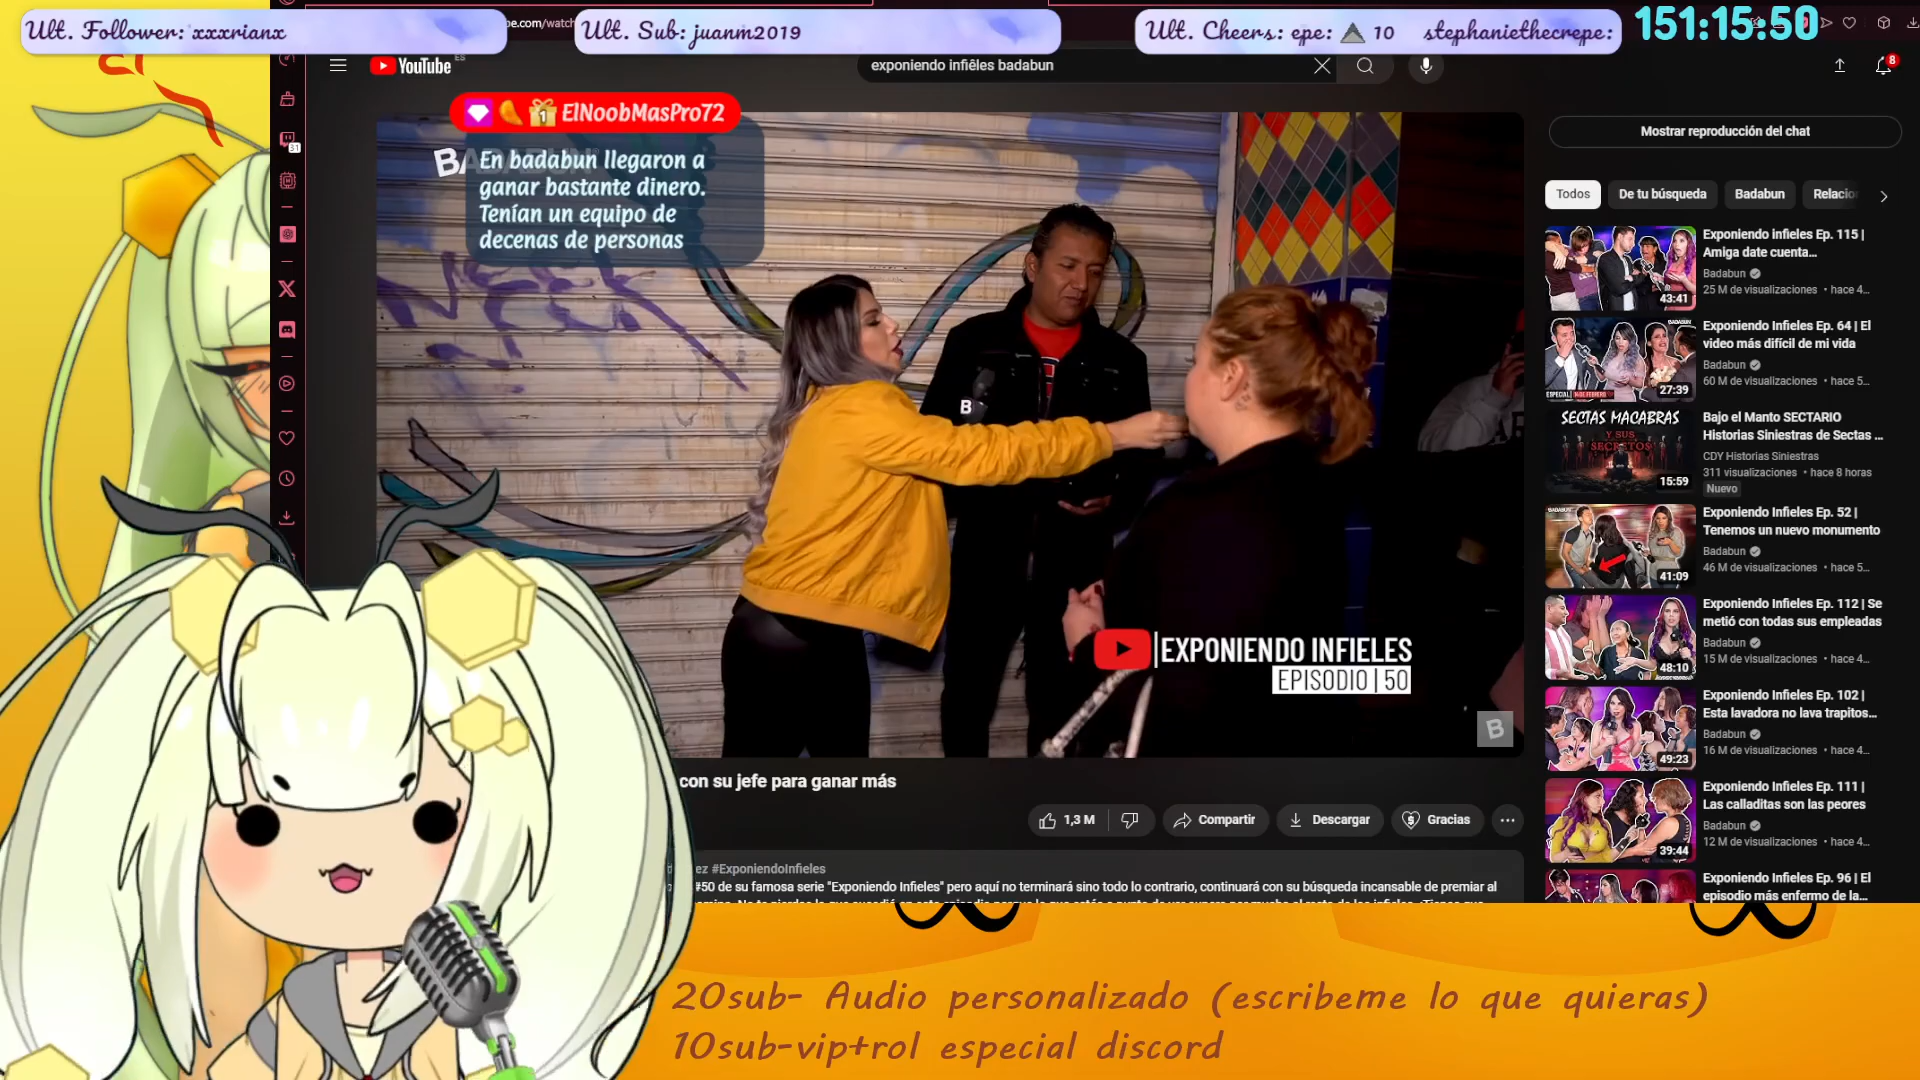 Ult. Follower: xxxrianx
Ult. Sub: juanm2019
Ult. Cheers: epe: 10 stephaniethecrepe:
151:15:50
YouTube
ES
exponiendo infiéles badabun
8
31
1 ElNoobMasPro72
En badabun llegaron a
ganar bastante dinero.
Tenían un equipo de
decenas de personas
B
EXPONIENDO INFIELES
EPISODIO | 50
B
con su jefe para ganar más
1,3 M
Compartir
Descargar
Gracias
ez #ExponiendoInfieles
#50 de su famosa serie "Exponiendo Infieles" pero aquí no terminará sino todo lo contrario, continuará con su búsqueda incansable de premiar al
Mostrar reproducción del chat
Todos
De tu búsqueda
Badabun
Relacio
Exponiendo infieles Ep. 115 |
Amiga date cuenta...
Badabun
25 M de visualizaciones • hace 4...
43:41
Exponiendo Infieles Ep. 64 | El
video más difícil de mi vida
Badabun
60 M de visualizaciones • hace 5...
27:39
SECTAS MACABRAS
Y SUS
SECRETOS
15:59
Bajo el Manto SECTARIO
Historias Siniestras de Sectas ...
CDY Historias Siniestras
311 visualizaciones • hace 8 horas
Nuevo
Exponiendo Infieles Ep. 52 |
Tenemos un nuevo monumento
Badabun
46 M de visualizaciones • hace 5...
41:09
Exponiendo Infieles Ep. 112 | Se
metió con todas sus empleadas
Badabun
15 M de visualizaciones • hace 4...
48:10
Exponiendo Infieles Ep. 102 |
Esta lavadora no lava trapitos...
Badabun
16 M de visualizaciones • hace 4...
49:23
Exponiendo Infieles Ep. 111 |
Las calladitas son las peores
Badabun
12 M de visualizaciones • hace 4...
39:44
Exponiendo Infieles Ep. 96 | El
episodio más enfermo de la...
20sub- Audio personalizado (escribeme lo que quieras)
10sub-vip+rol especial discord